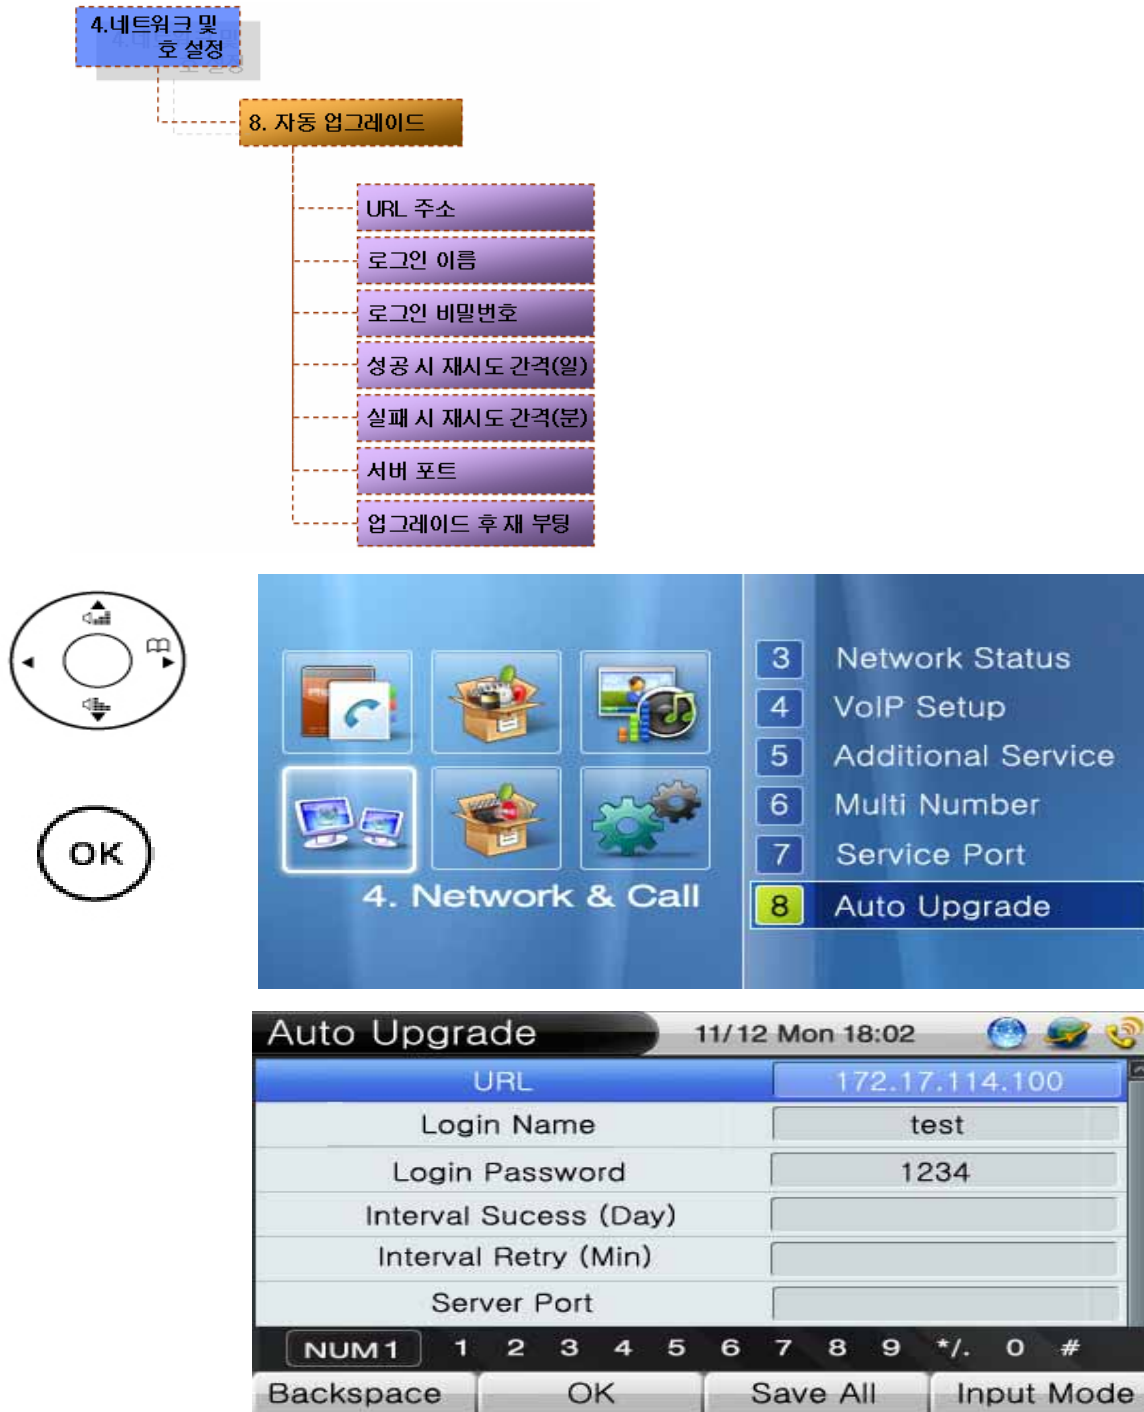 4.네트워크 및
호 설정
8. 자동 업그레이드
URL 주소
로그인 이름
로그인 비밀번호
성공 시 재시도 간격(일)
실패 시 재시도 간격(분)
서버 포트
업그레이드 후 재 부팅
OK
3 Network Status
4 VoIP Setup
5 Additional Service
6 Multi Number
7 Service Port
8 Auto Upgrade
4. Network & Call
Auto Upgrade 11/12 Mon 18:02
URL 172.17.114.100
Login Name test
Login Password 1234
Interval Sucess (Day)
Interval Retry (Min)
Server Port
NUM1 1 2 3 4 5 6 7 8 9 */. 0 #
Backspace OK Save All Input Mode